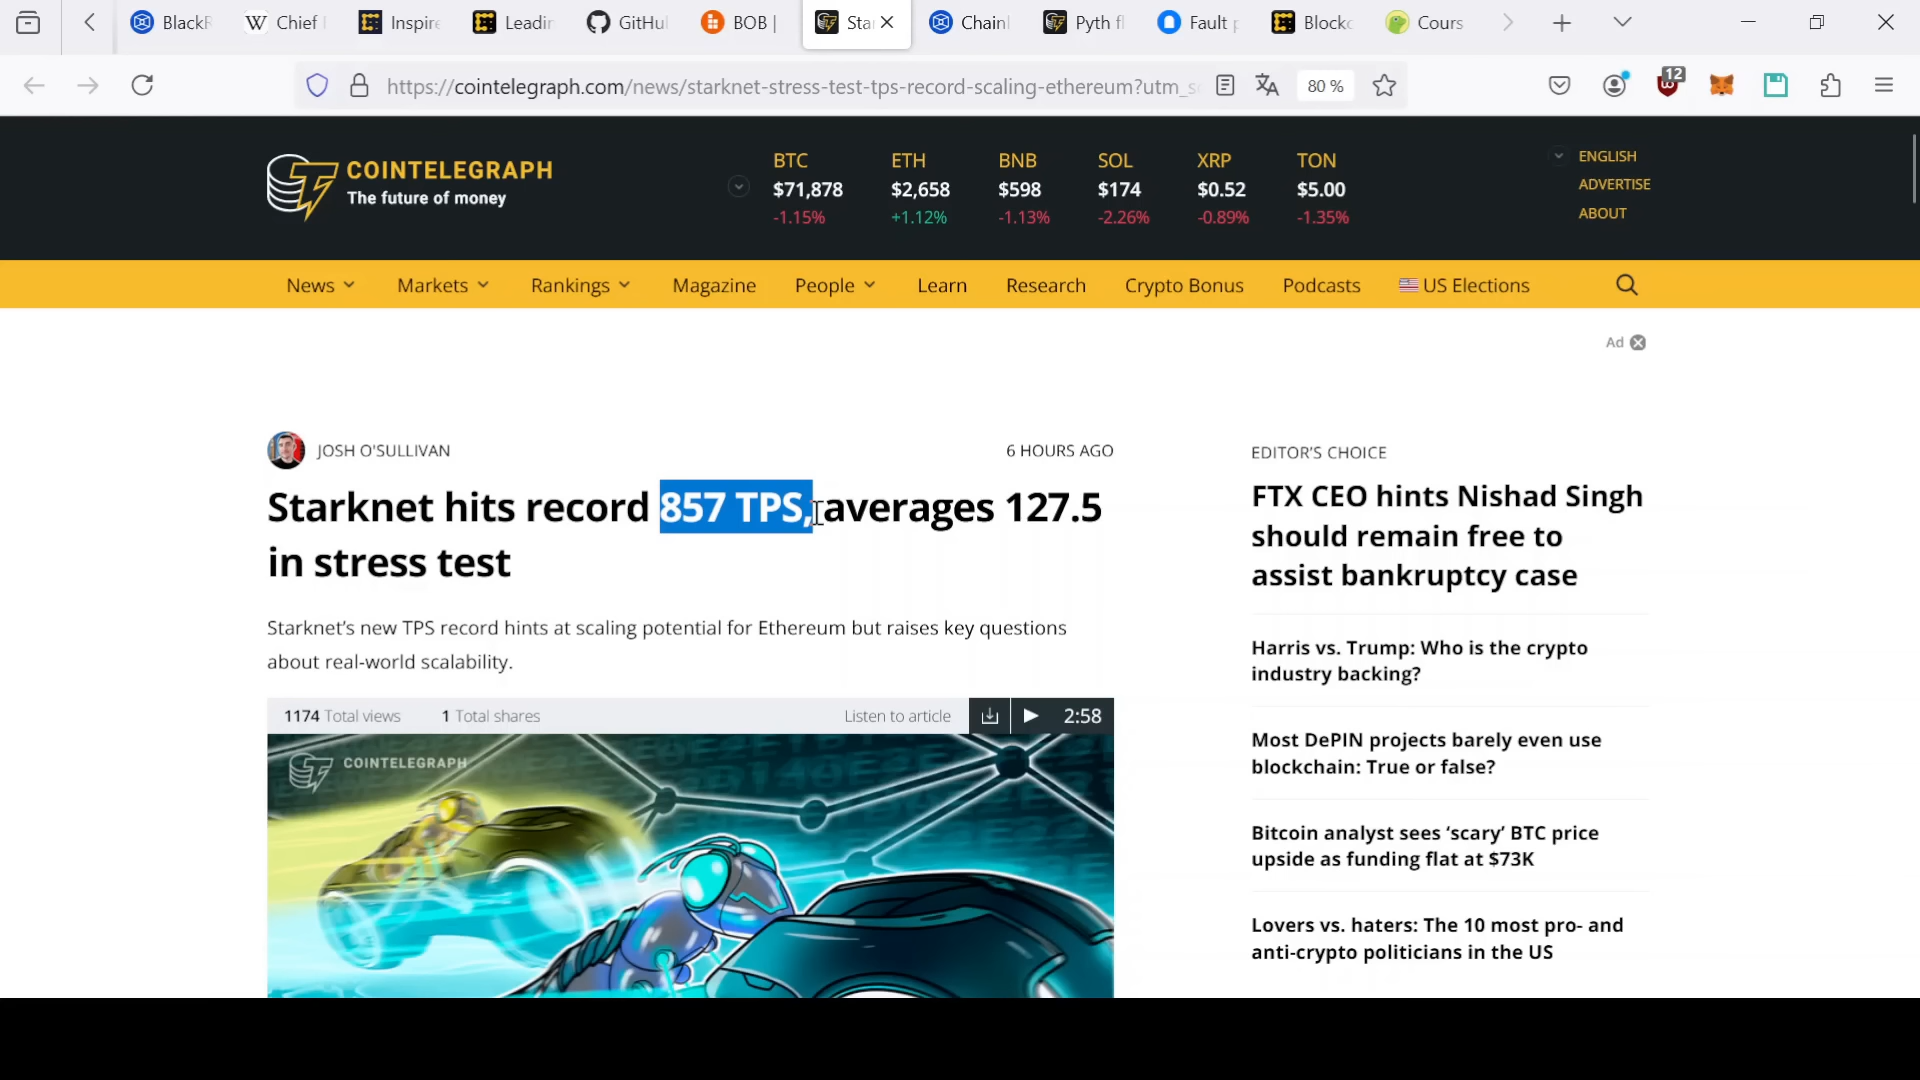 BlackR
Chief
Inspire
Leadin
GitHu
BOB |
Sta
Chainl
Pyth f
Fault p
Blockc
Cours
https://cointelegraph.com/news/starknet-stress-test-tps-record-scaling-ethereum?utm_s
80 %
12
COINTELEGRAPH
The future of money
BTC ETH BNB SOL XRP TON
$71,878 $2,658 $598 $174 $0.52 $5.00
-1.15% +1.12% -1.13% -2.26% -0.89% -1.35%
ENGLISH
ADVERTISE
ABOUT
News Markets Rankings Magazine People Learn Research Crypto Bonus Podcasts US Elections
Ad
JOSH O'SULLIVAN
6 HOURS AGO
Starknet hits record 857 TPS, averages 127.5
in stress test
Starknet’s new TPS record hints at scaling potential for Ethereum but raises key questions
about real-world scalability.
1174 Total views 1 Total shares Listen to article 2:58
COINTELEGRAPH
EDITOR’S CHOICE
FTX CEO hints Nishad Singh
should remain free to
assist bankruptcy case
Harris vs. Trump: Who is the crypto
industry backing?
Most DePIN projects barely even use
blockchain: True or false?
Bitcoin analyst sees ‘scary’ BTC price
upside as funding flat at $73K
Lovers vs. haters: The 10 most pro- and
anti-crypto politicians in the US